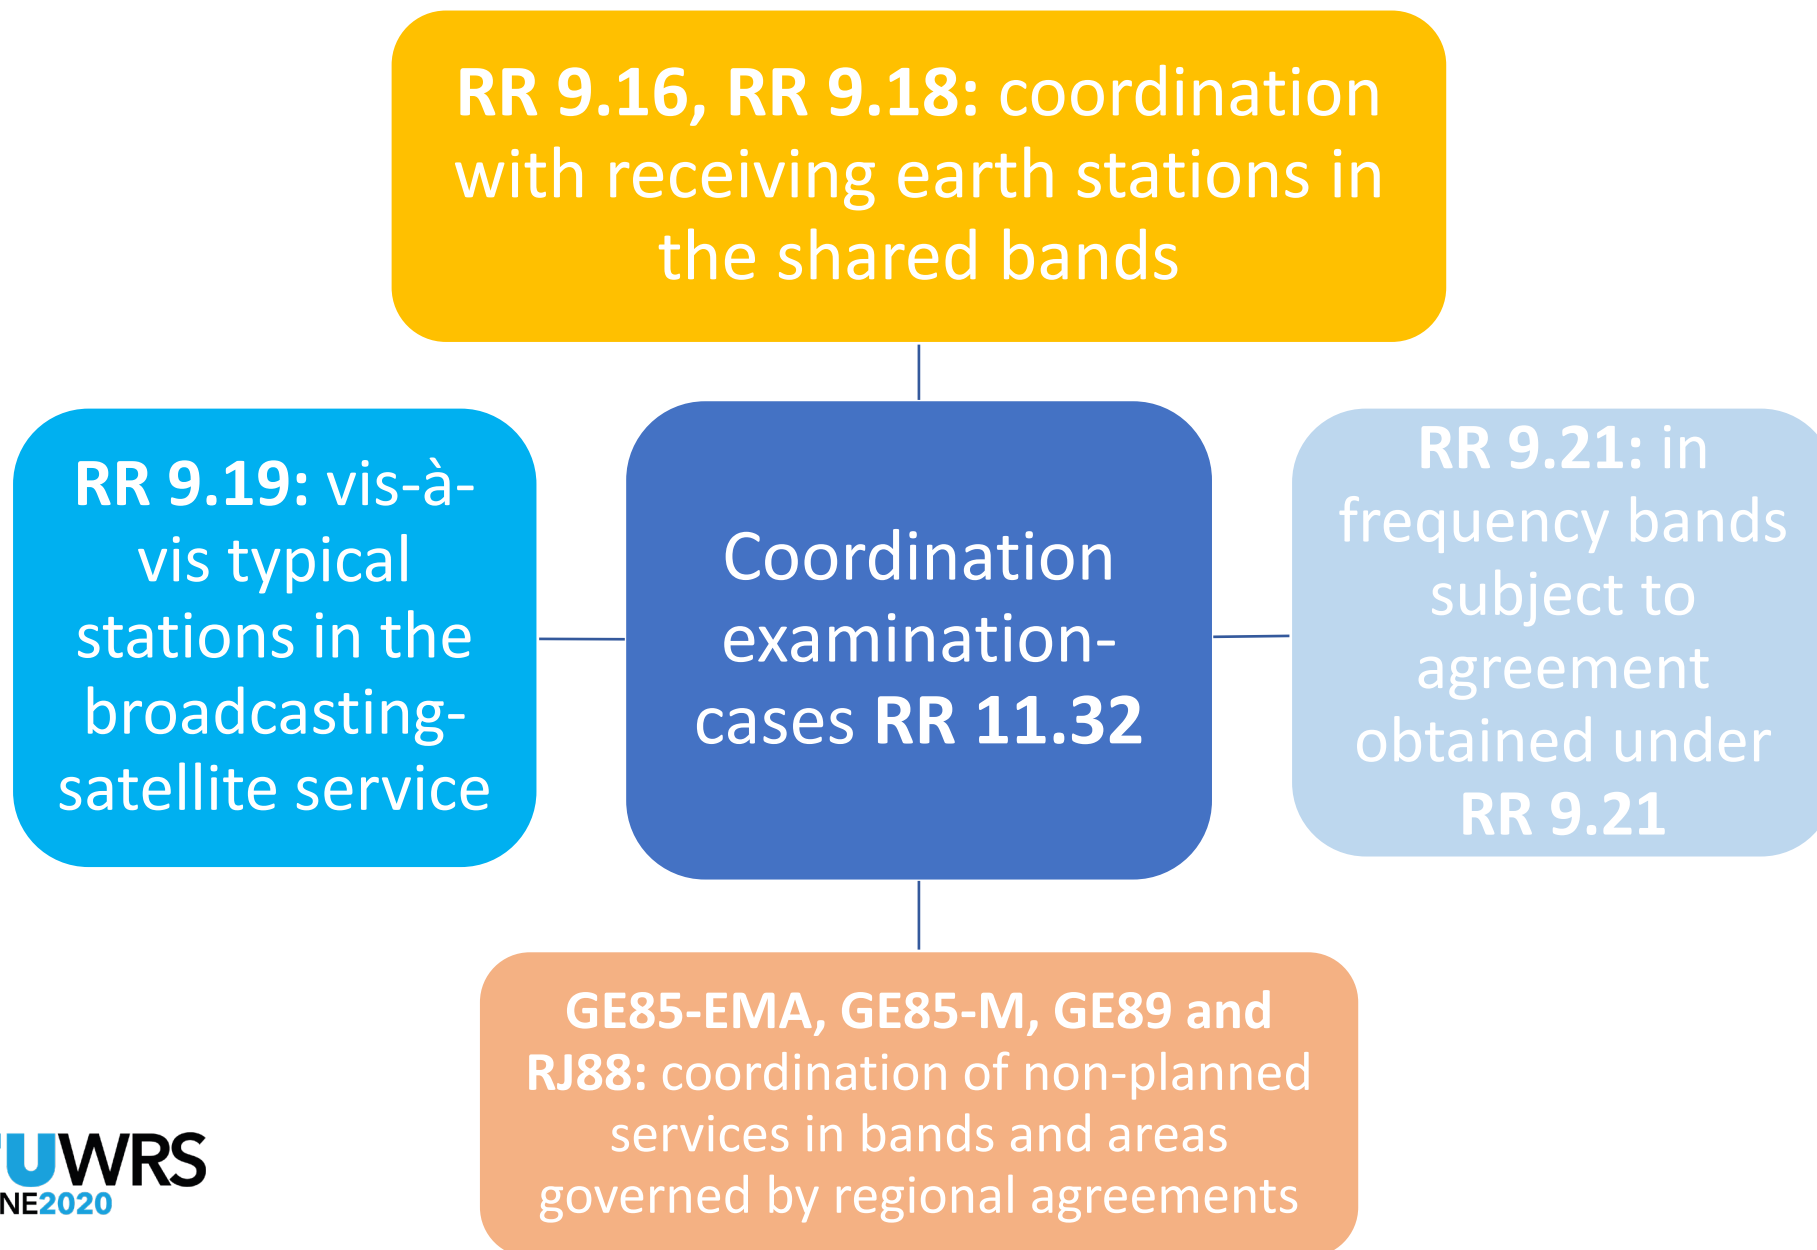 RR 9.16, RR 9.18: coordination
with receiving earth stations in
the shared bands
RR 9.19: vis-à-
vis typical
stations in the
broadcasting-
satellite service
Coordination
examination-
cases RR 11.32
RR 9.21: in
frequency bands
subject to
agreement
obtained under
RR 9.21
GE85-EMA, GE85-M, GE89 and
RJ88: coordination of non-planned
services in bands and areas
governed by regional agreements
UWRS
NE2020